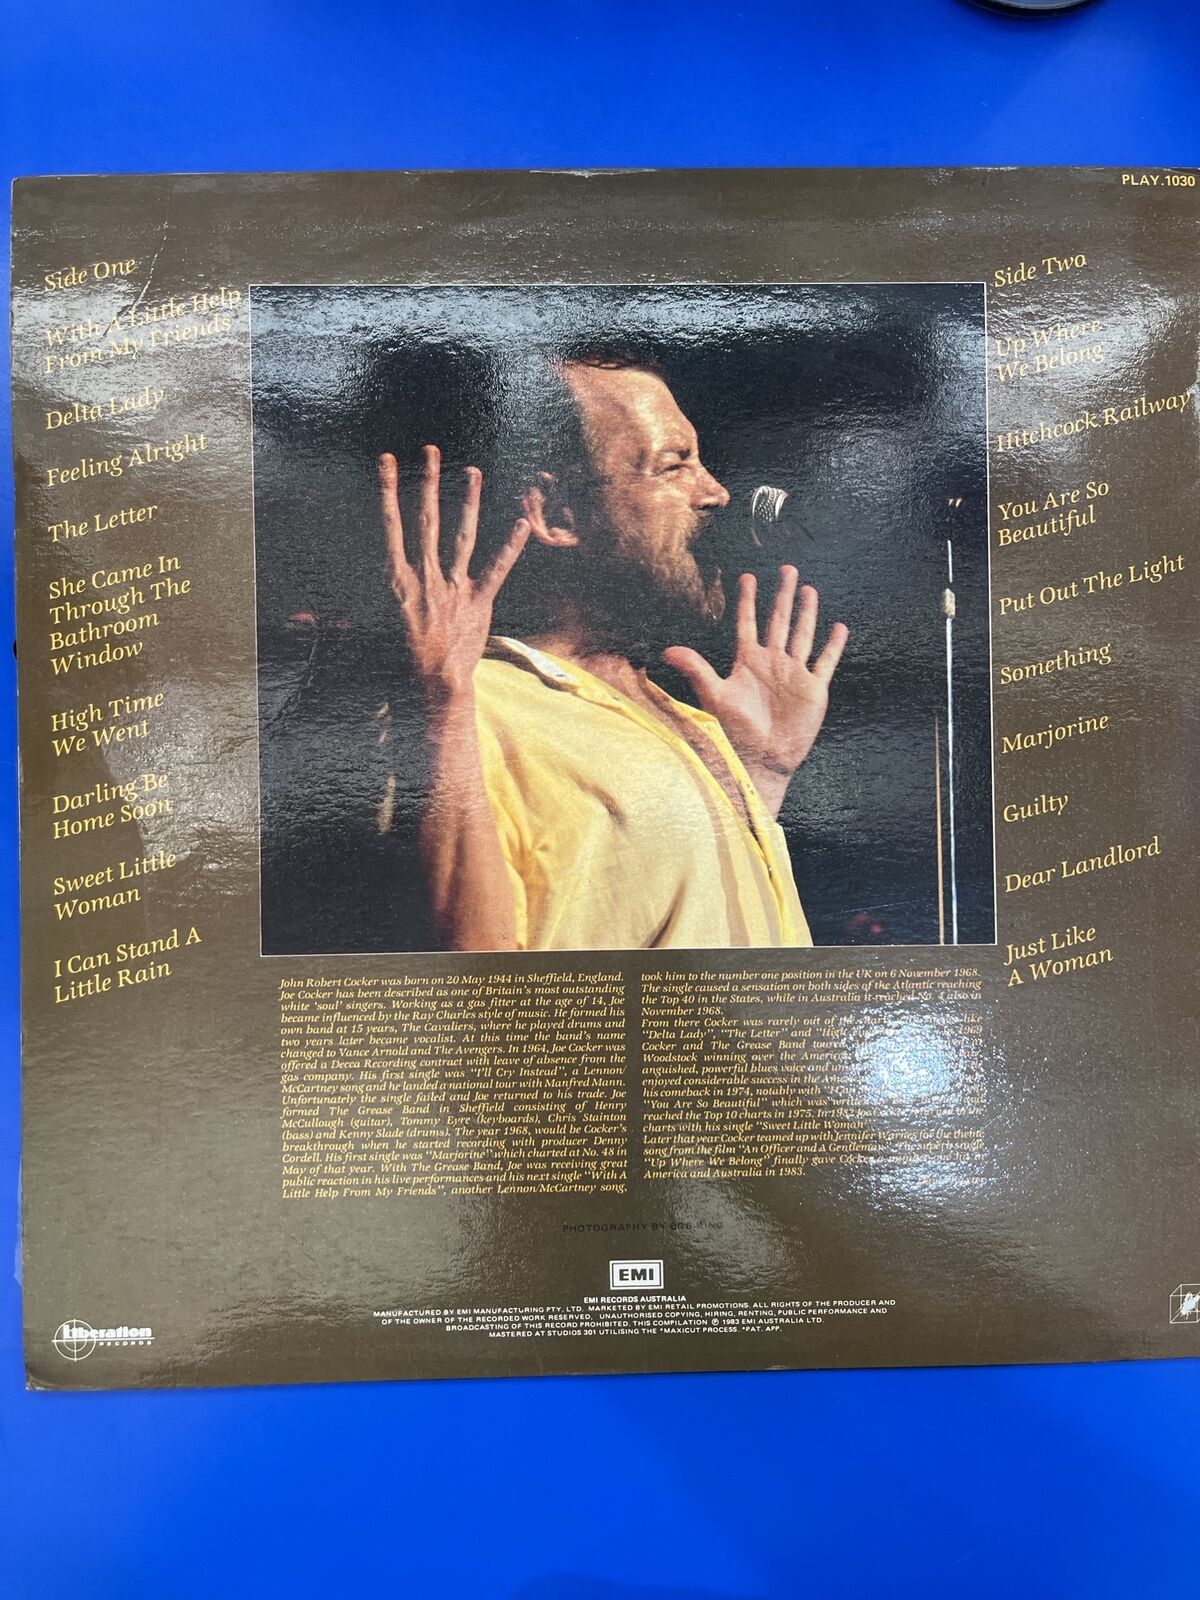 PLAY.1030
Side One
With A Little Help
From My Friends
Delta Lady
Feeling Alright
The Letter
She Came In
Through The
Bathroom
Window
High Time
We Went
Darling Be
Home Soon
Sweet Little
Woman
I Can Stand A
Little Rain
Side Two
Up Where
We Belong
Hitchcock Railway
You Are So
Beautiful
Put Out The Light
Something
Marjorine
Guilty
Dear Landlord
Just Like
A Woman
John Robert Cocker was born on 20 May 1944 in Sheffield, England.
Joe Cocker has been described as one of Britain's most outstanding
white 'soul' singers. Working as a gas fitter at the age of 14, Joe
became influenced by the Ray Charles style of music. He formed his
own band at 15 years, The Cavaliers, where he played drums and
two years later became vocalist. At this time the band's name
changed to Vance Arnold and The Avengers. In 1964, Joe Cocker was
offered a Decca Recording contract with leave of absence from the
gas company. His first single was "I'll Cry Instead", a Lennon/
McCartney song and he landed a national tour with Manfred Mann.
Unfortunately the single failed and Joe returned to his trade. Joe
formed The Grease Band in Sheffield consisting of Henry
McCullough (guitar), Tommy Eyre (keyboards), Chris Stainton
(bass) and Kenny Slade (drums). The year 1968, would be Cocker's
breakthrough when he started recording with producer Denny
Cordell. His first single was "Marjorine" which charted at No. 48 in
May of that year. With The Grease Band, Joe was receiving great
public reaction in his live performances and his next single "With A
Little Help From My Friends", another Lennon/McCartney song,
took him to the number one position in the UK on 6 November 1968.
The single caused a sensation on both sides of the Atlantic reaching
the Top 40 in the States, while in Australia it reached No. 4 also in
November 1968.
From there Cocker was rarely out of the like
"Delta Lady", "The Letter" and "High 1969
Cocker and The Grease Band toured
Woodstock winning over the
anguished, powerful blues voice and
enjoyed considerable success in the
his comeback in 1974, notably with "I Can
"You Are So Beautiful" which was
reached the Top 10 charts in 1975. In 1982 Joe Cocker to the
charts with his single "Sweet Little Woman"
Later that year Cocker teamed up with Jennifer Warnes for the theme
song from the film "An Officer and A Gentleman". The superb single
"Up Where We Belong" finally gave Cocker a number one hit in
America and Australia in 1983.
PHOTOGRAPHY BY BOB KING
EMI
EMI RECORDS AUSTRALIA
MANUFACTURED BY EMI MANUFACTURING PTY. LTD. MARKETED BY EMI RETAIL PROMOTIONS. ALL RIGHTS OF THE PRODUCER AND
OF THE OWNER OF THE RECORDED WORK RESERVED. UNAUTHORISED COPYING, HIRING, RENTING, PUBLIC PERFORMANCE AND
BROADCASTING OF THIS RECORD PROHIBITED. THIS COMPILATION ℗ 1983 EMI AUSTRALIA LTD.
MASTERED AT STUDIOS 301 UTILISING THE *MAXICUT PROCESS. *PAT. APP.
Liberation
RECORDS